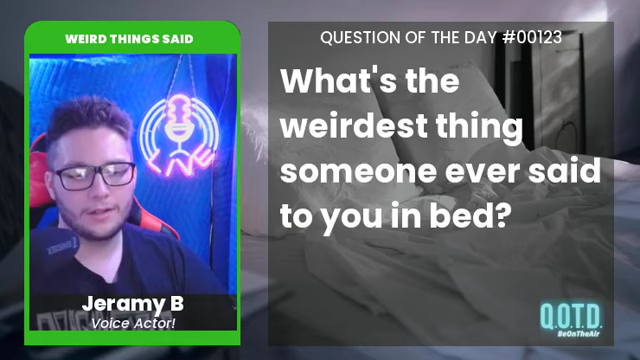 WEIRD THINGS SAID
Jeramy B
Voice Actor!
QUESTION OF THE DAY #00123
What's the
weirdest thing
someone ever said
to you in bed?
Q.O.T.D.
BeOnTheAir